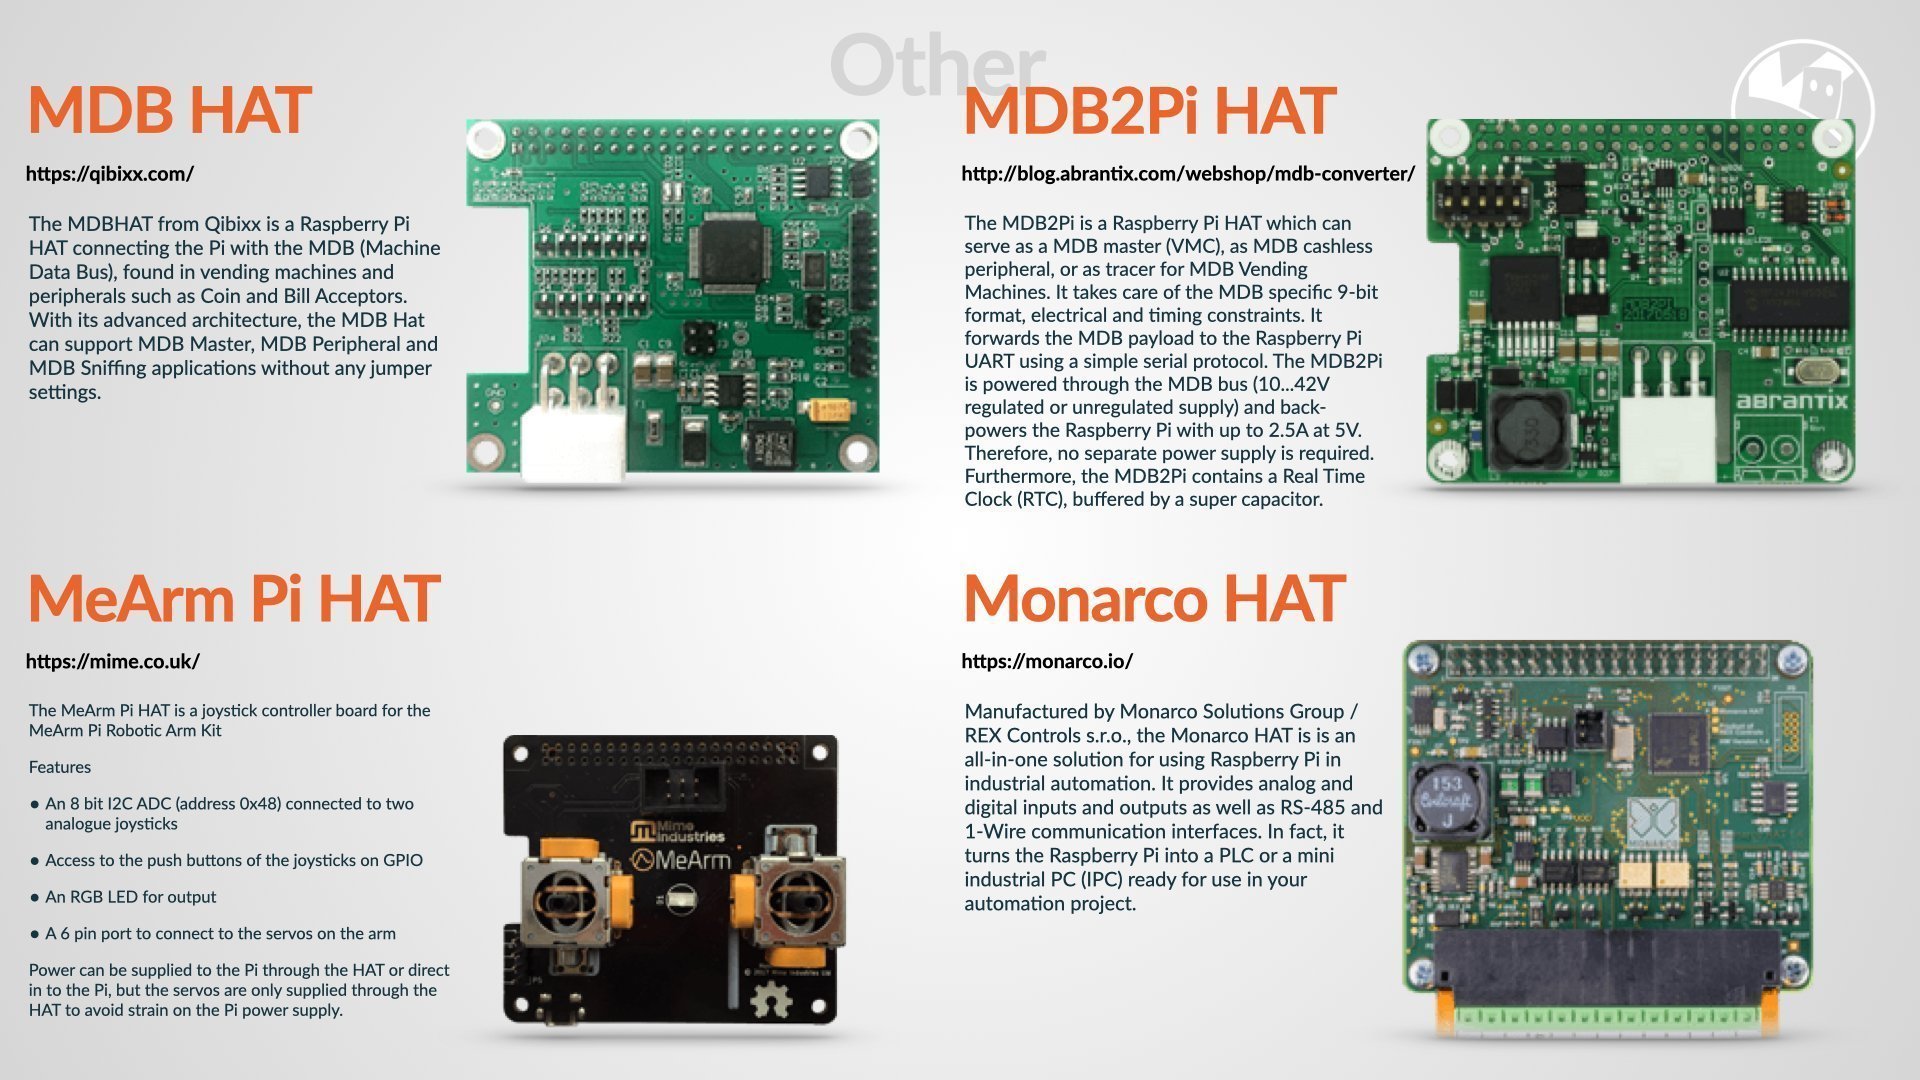 Other
MDB HAT
https://qibixx.com/
The MDBHAT from Qibixx is a Raspberry Pi
HAT connecting the Pi with the MDB (Machine
Data Bus), found in vending machines and
peripherals such as Coin and Bill Acceptors.
With its advanced architecture, the MDB Hat
can support MDB Master, MDB Peripheral and
MDB Sniffing applications without any jumper
settings.
MDB2Pi HAT
http://blog.abrantix.com/webshop/mdb-converter/
The MDB2Pi is a Raspberry Pi HAT which can
serve as a MDB master (VMC), as MDB cashless
peripheral, or as tracer for MDB Vending
Machines. It takes care of the MDB specific 9-bit
format, electrical and timing constraints. It
forwards the MDB payload to the Raspberry Pi
UART using a simple serial protocol. The MDB2Pi
is powered through the MDB bus (10...42V
regulated or unregulated supply) and back-
powers the Raspberry Pi with up to 2.5A at 5V.
Therefore, no separate power supply is required.
Furthermore, the MDB2Pi contains a Real Time
Clock (RTC), buffered by a super capacitor.
MDB2PI
20170518
330
abrantix
MeArm Pi HAT
https://mime.co.uk/
The MeArm Pi HAT is a joystick controller board for the
MeArm Pi Robotic Arm Kit
Features
• An 8 bit I2C ADC (address 0x48) connected to two
analogue joysticks
• Access to the push buttons of the joysticks on GPIO
• An RGB LED for output
• A 6 pin port to connect to the servos on the arm
Power can be supplied to the Pi through the HAT or direct
in to the Pi, but the servos are only supplied through the
HAT to avoid strain on the Pi power supply.
Mime
Industries
MeArm
Monarco HAT
https://monarco.io/
Manufactured by Monarco Solutions Group /
REX Controls s.r.o., the Monarco HAT is is an
all-in-one solution for using Raspberry Pi in
industrial automation. It provides analog and
digital inputs and outputs as well as RS-485 and
1-Wire communication interfaces. In fact, it
turns the Raspberry Pi into a PLC or a mini
industrial PC (IPC) ready for use in your
automation project.
153
Coilcraft
J